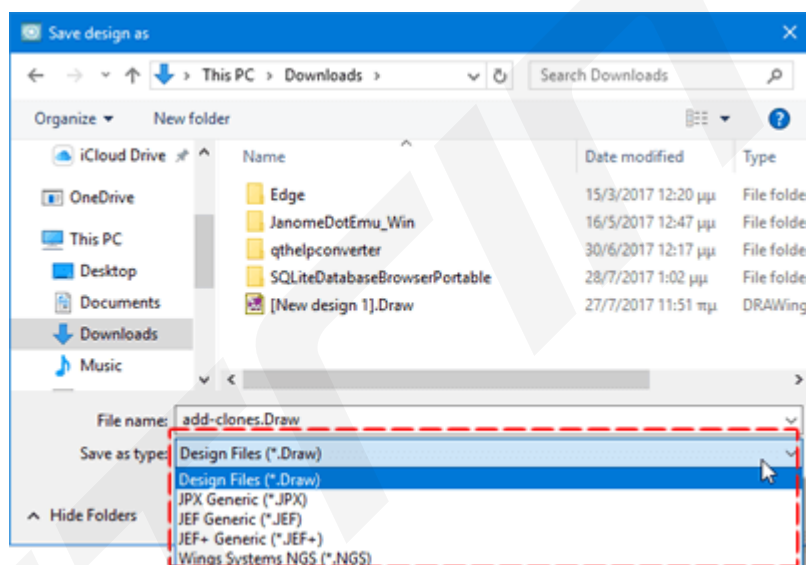 Save design as
This PC > Downloads >
Search Downloads
Organize
New folder
iCloud Drive
Name
Date modified
Type
OneDrive
Edge
15/3/2017 12:20 μμ
File folde
This PC
JanomeDotEmu_Win
16/5/2017 12:47 μμ
File folde
qthelpconverter
30/6/2017 12:17 μμ
File folde
Desktop
SQLiteDatabaseBrowserPortable
28/7/2017 1:02 μμ
File folde
Documents
[New design 1].Draw
27/7/2017 11:51 πμ
DRAWing
Downloads
Music
File name: add-clones.Draw
Save as type: Design Files (*.Draw)
Design Files (*.Draw)
JPX Generic (*.JPX)
JEF Generic (*.JEF)
Hide Folders
JEF+ Generic (*.JEF+)
Wings Systems NGS (*.NGS)